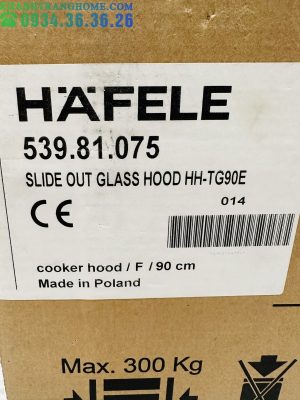 0934.36.36.26
HÄFELE
539.81.075
SLIDE OUT GLASS HOOD HH-TG90E
014
CE
cooker hood / F / 90 cm
Made in Poland
Max. 300 Kg